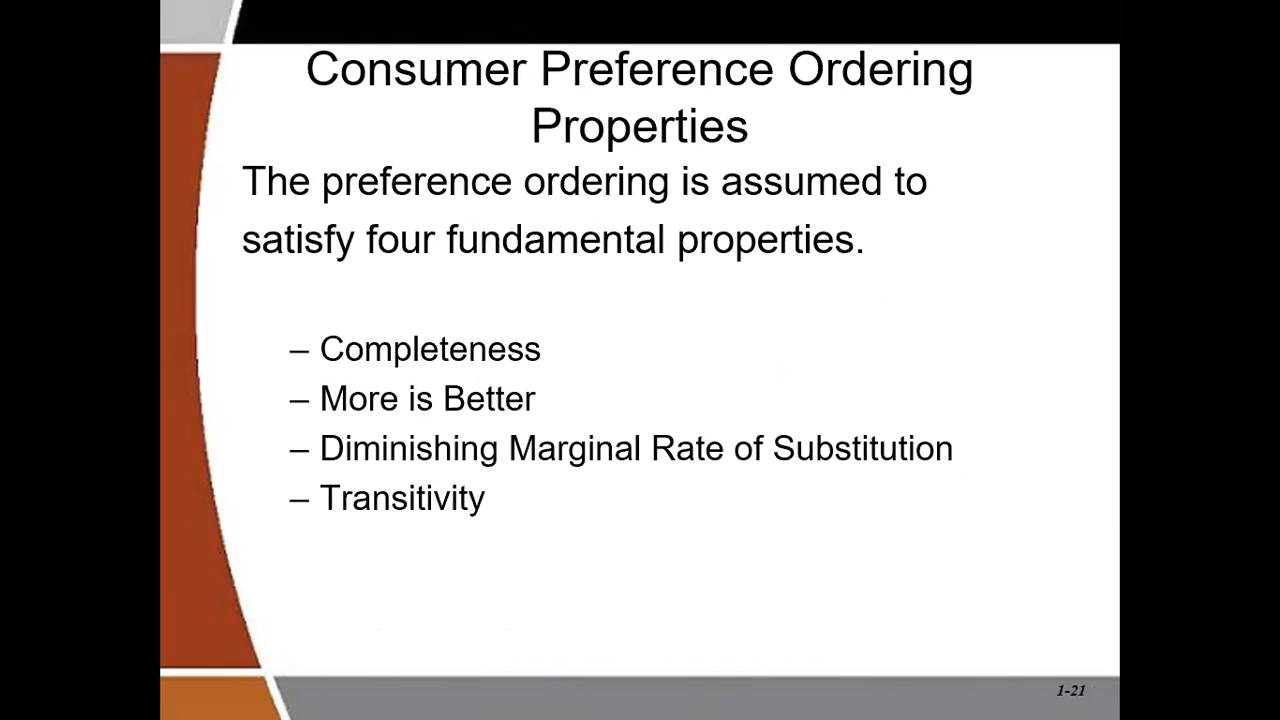 Consumer Preference Ordering
Properties
The preference ordering is assumed to
satisfy four fundamental properties.
– Completeness
– More is Better
– Diminishing Marginal Rate of Substitution
– Transitivity
1-21